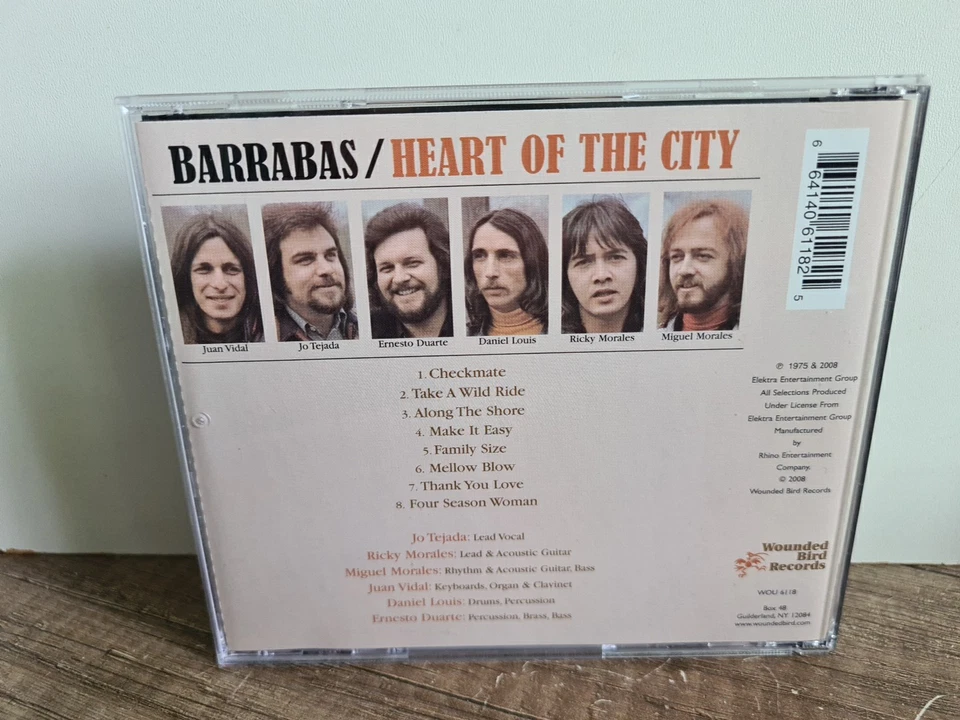 BARRABAS / HEART OF THE CITY
6 64140 61182 5
Juan Vidal
Jo Tejada
Ernesto Duarte
Daniel Louis
Ricky Morales
Miguel Morales
1. Checkmate
2. Take A Wild Ride
3. Along The Shore
4. Make It Easy
5. Family Size
6. Mellow Blow
7. Thank You Love
8. Four Season Woman
Jo Tejada: Lead Vocal
Ricky Morales: Lead & Acoustic Guitar
Miguel Morales: Rhythm & Acoustic Guitar, Bass
Juan Vidal: Keyboards, Organ & Clavinet
Daniel Louis: Drums, Percussion
Ernesto Duarte: Percussion, Brass, Bass
℗ 1975 & 2008
Elektra Entertainment Group
All Selections Produced
Under License From
Elektra Entertainment Group
Manufactured
by
Rhino Entertainment
Company.
© 2008
Wounded Bird Records
Wounded
Bird
Records
WOU 6118
Box 48
Guilderland, NY 12084
www.woundedbird.com